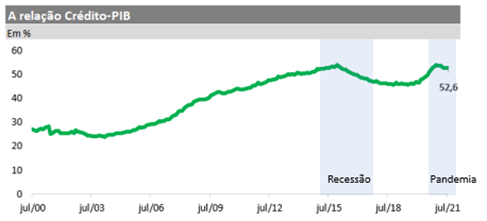 A relação Crédito-PIB
Em %
60
50
40
30
20
10
0
52,6
Recessão
Pandemia
jul/00
jul/03
jul/06
jul/09
jul/12
jul/15
jul/18
jul/21